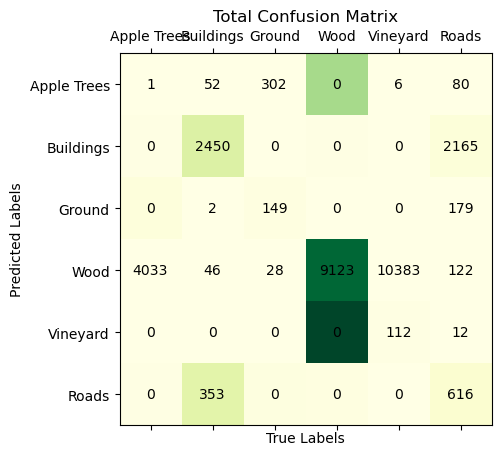 Total Confusion Matrix
Apple Trees Buildings Ground Wood Vineyard Roads
Apple Trees 1 52 302 0 6 80
Buildings 0 2450 0 0 0 2165
Ground 0 2 149 0 0 179
Wood 4033 46 28 9123 10383 122
Vineyard 0 0 0 0 112 12
Roads 0 353 0 0 0 616
Predicted Labels
True Labels